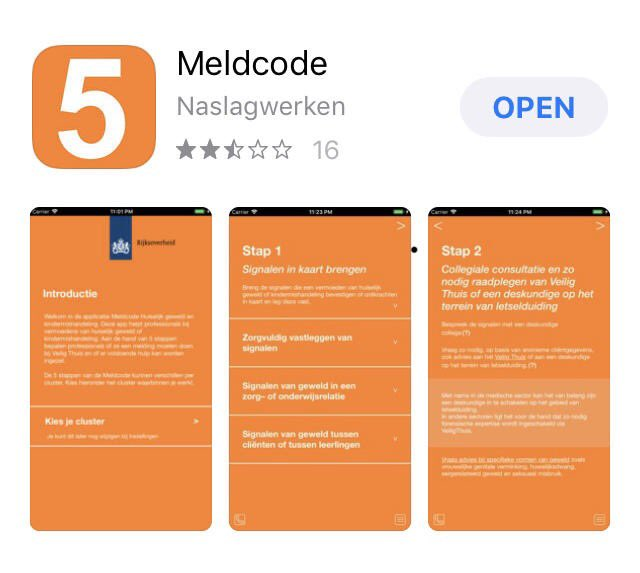 5
Meldcode
Naslagwerken
16
OPEN
Carrier
11:01 PM
Rijksoverheid
Introductie
Welkom in de applicatie Meldcode Huiselijk geweld en
kindermishandeling. Deze app helpt professionals bij
vermoedens van huiselijk geweld of
kindermishandeling. Aan de hand van 5 stappen
bepalen professionals of ze een melding moeten doen
bij Veilig Thuis en of er voldoende hulp kan worden
ingezet.
De 5 stappen van de Meldcode kunnen verschillen per
cluster. Kies hieronder het cluster waarbinnen je werkt.
Kies je cluster >
Je kunt dit later nog wijzigen bij instellingen
Carrier
11:23 PM
>
Stap 1
Signalen in kaart brengen
Breng de signalen die een vermoeden van huiselijk
geweld of kindermishandeling bevestigen of ontkrachten
in kaart en leg deze vast.
Zorgvuldig vastleggen van
signalen
Signalen van geweld in een
zorg- of onderwijsrelatie
Signalen van geweld tussen
cliënten of tussen leerlingen
Carrier
11:24 PM
< >
Stap 2
Collegiale consultatie en zo
nodig raadplegen van Veilig
Thuis of een deskundige op het
terrein van letselduiding
Bespreek de signalen met een deskundige
collega(?)
Vraag zo nodig, op basis van anonieme cliëntgegevens,
ook advies aan het Veilig Thuis of aan een deskundige
op het terrein van letselduiding. (?)
Met name in de medische sector kan het van belang zijn
een deskundige in te schakelen op het gebied van
letselduiding.
In andere sectoren ligt het voor de hand dat zo nodig
forensische expertise wordt ingeschakeld via
VeiligThuis.
Vraag advies bij specifieke vormen van geweld zoals
vrouwelijke genitale verminking, huwelijksdwang,
eergerelateerd geweld en seksueel misbruik.